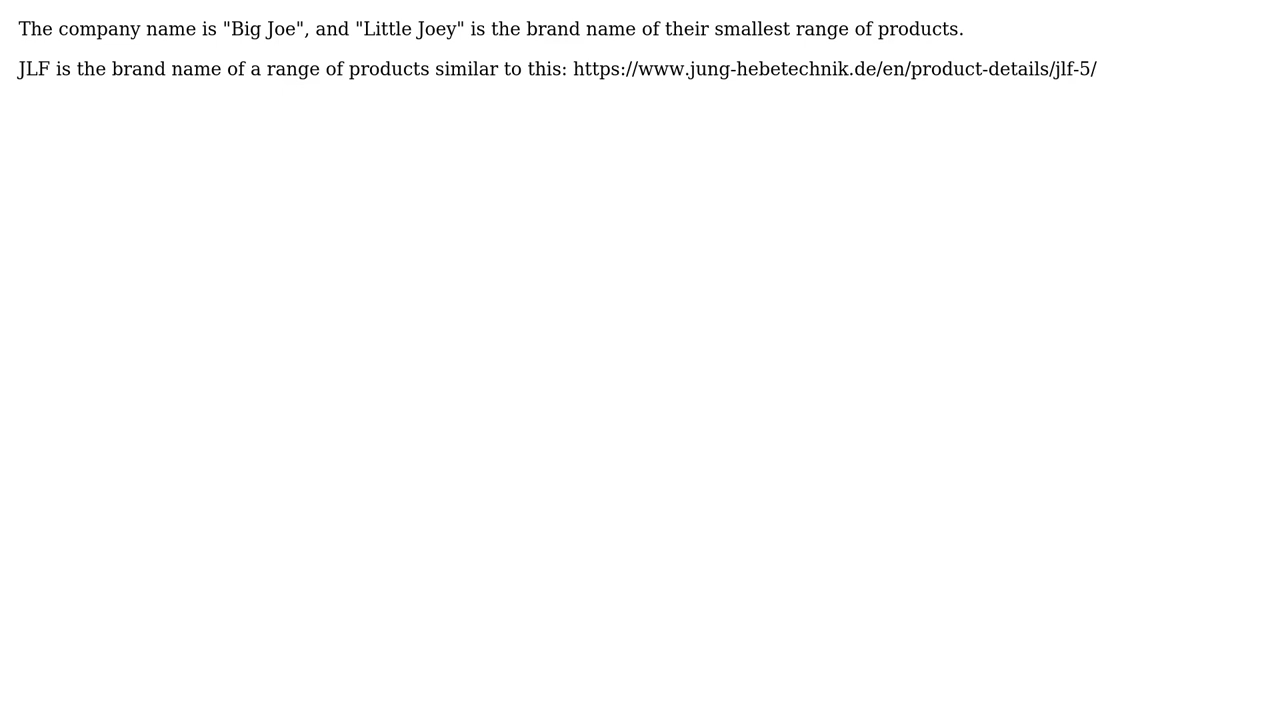 The company name is "Big Joe", and "Little Joey" is the brand name of their smallest range of products.
JLF is the brand name of a range of products similar to this: https://www.jung-hebetechnik.de/en/product-details/jlf-5/